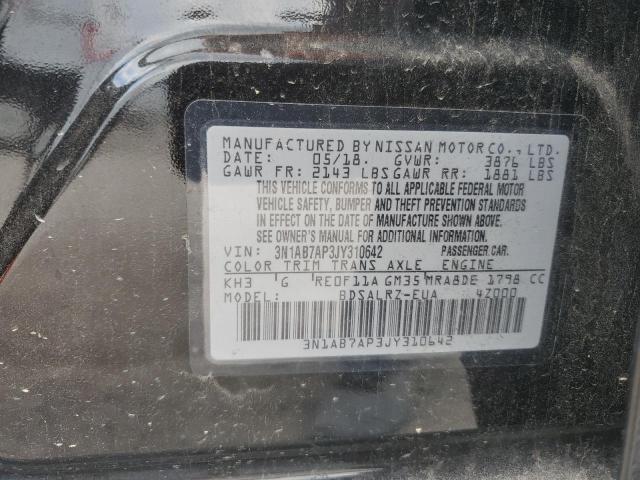 MANUFACTURED BY NISSAN MOTOR CO., LTD.
DATE: 05/18. GVWR: 3876 LBS
GAWR FR: 2143 LBS GAWR RR: 1881 LBS
THIS VEHICLE CONFORMS TO ALL APPLICABLE FEDERAL MOTOR
VEHICLE SAFETY, BUMPER AND THEFT PREVENTION STANDARDS
IN EFFECT ON THE DATE OF MANUFACTURE SHOWN ABOVE.
SEE OWNER'S MANUAL FOR ADDITIONAL INFORMATION.
VIN: 3N1AB7AP3JY310642 PASSENGER CAR.
COLOR TRIM TRANS AXLE ENGINE
KH3 G RE0F11A GM35 MRA8DE 1798 CC
MODEL BDSALRZ-EUA 4Z000
3N1AB7AP3JY310642